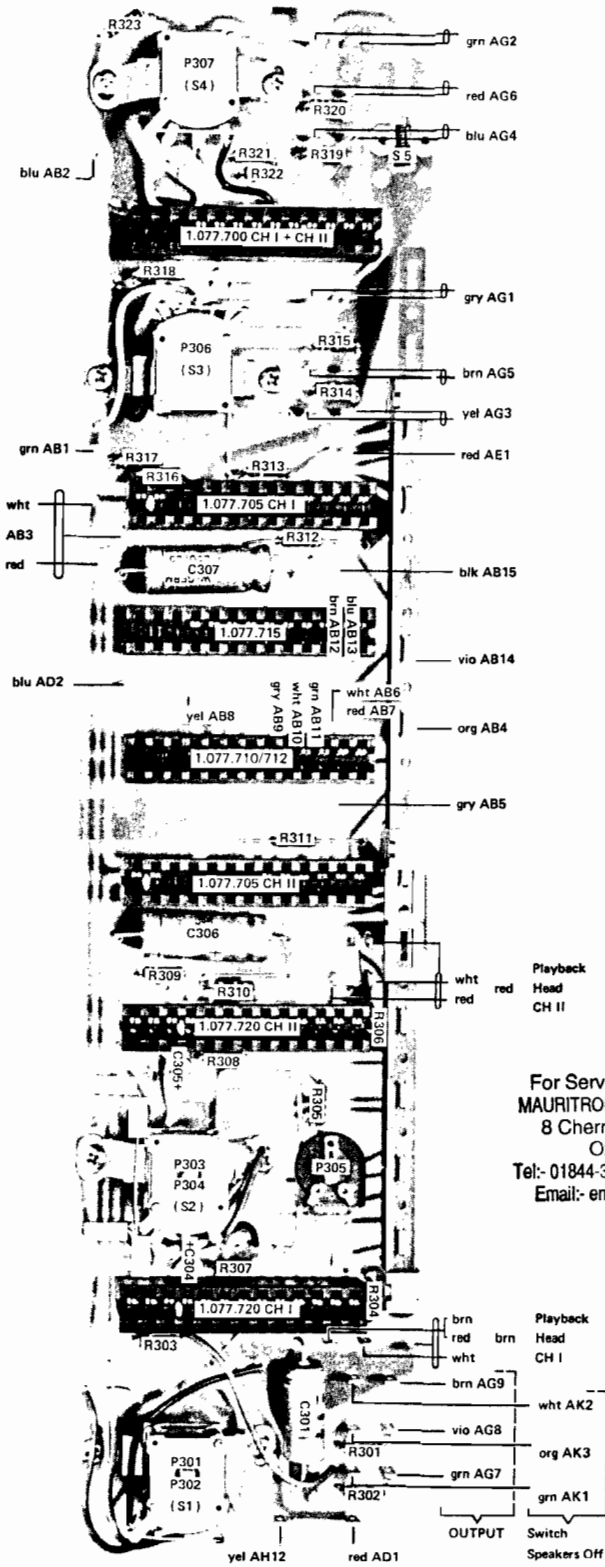 R323
P307
(S4)
grn AG2
red AG6
R320
blu AG4
R319
S 5
R321
R322
blu AB2
1.077.700 CH I + CH II
R318
gry AG1
P306
(S3)
R315
brn AG5
R314
yel AG3
grn AB1
red AE1
R317
R316
R313
wht
1.077.705 CH I
AB3
R312
red
C307
blk AB15
1.077.715
brn AB12
blu AB13
vio AB14
blu AD2
yel AB8
gry AB9
wht AB10
grn AB11
wht AB6
red AB7
org AB4
1.077.710/712
gry AB5
R311
1.077.705 CH II
C306
R309
R310
wht
red
red
Playback
Head
CH II
1.077.720 CH II
R306
C305+
R308
R305
P303
P304
(S2)
P305
For Serv
MAURITRO
8 Cherr
O
Tel:- 01844-3
Email:- en
+C304
R307
R304
1.077.720 CH I
R303
brn
red
brn
wht
Playback
Head
CH I
brn AG9
wht AK2
C301
vio AG8
R301
org AK3
P301
P302
(S1)
grn AG7
R302
grn AK1
OUTPUT
Switch
Speakers Off
yel AH12
red AD1